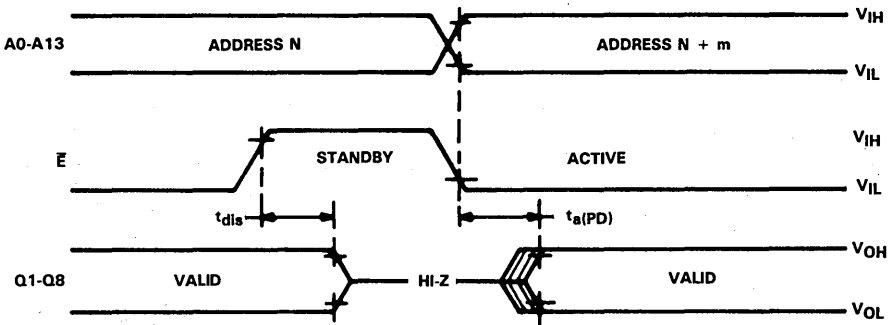 VIH
A0-A13 ADDRESS N ADDRESS N + m
VIL
VIH
E̅ STANDBY ACTIVE
VIL
tdis ta(PD)
VOH
Q1-Q8 VALID HI-Z VALID
VOL